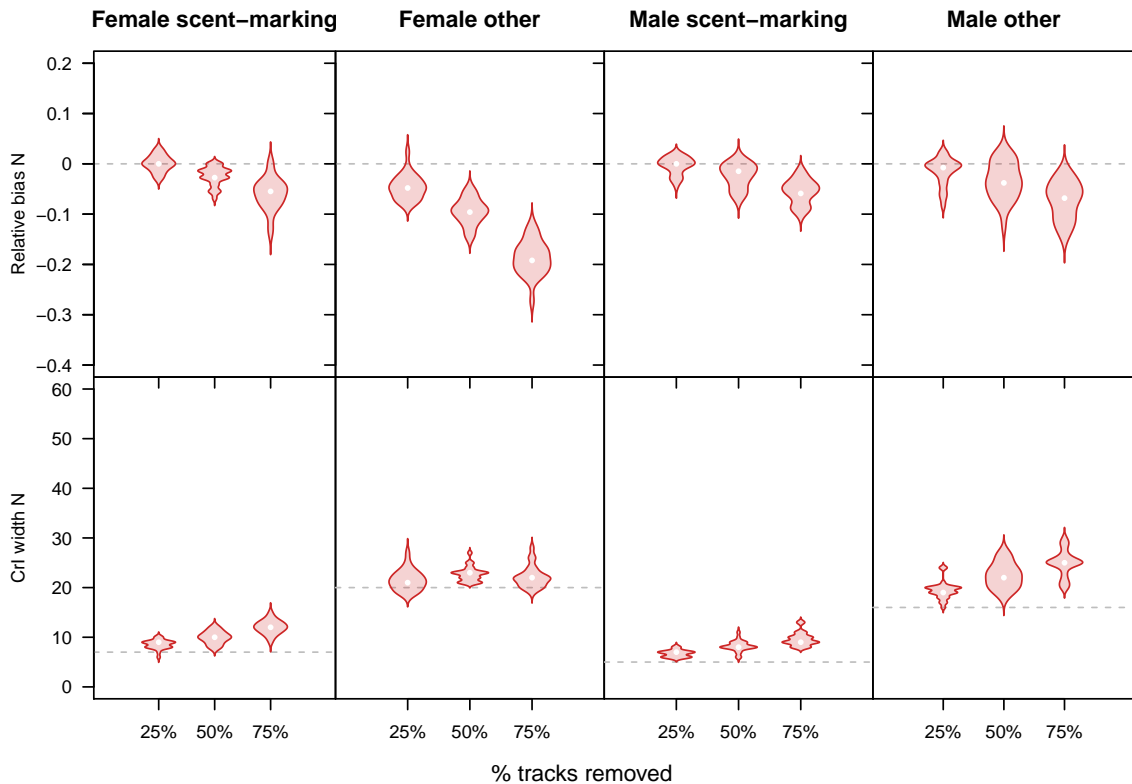 Female scent−marking Female other Male scent−marking Male other
Relative bias N
0.2
0.1
0
−0.1
−0.2
−0.3
−0.4
CrI width N
60
50
40
30
20
10
0
25% 50% 75% 25% 50% 75% 25% 50% 75% 25% 50% 75%
% tracks removed